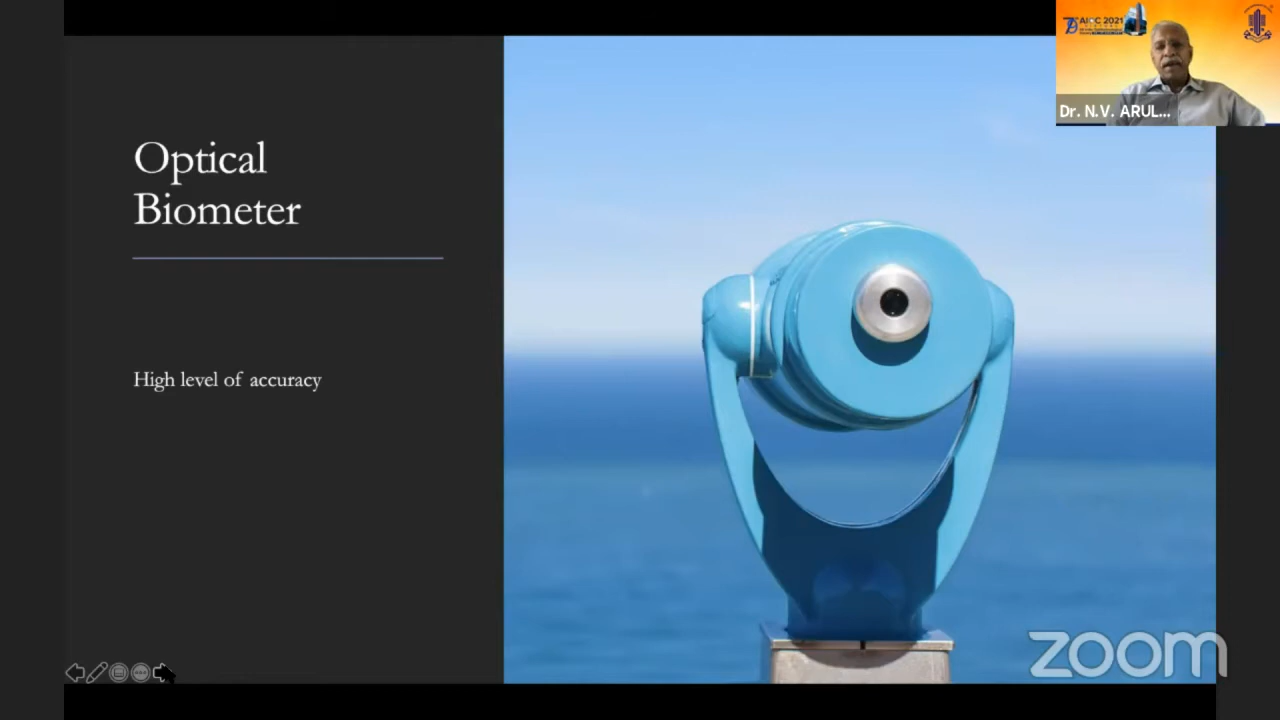 Optical
Biometer
High level of accuracy
AIOC 2021
Dr. N.V. ARUL...
zoom